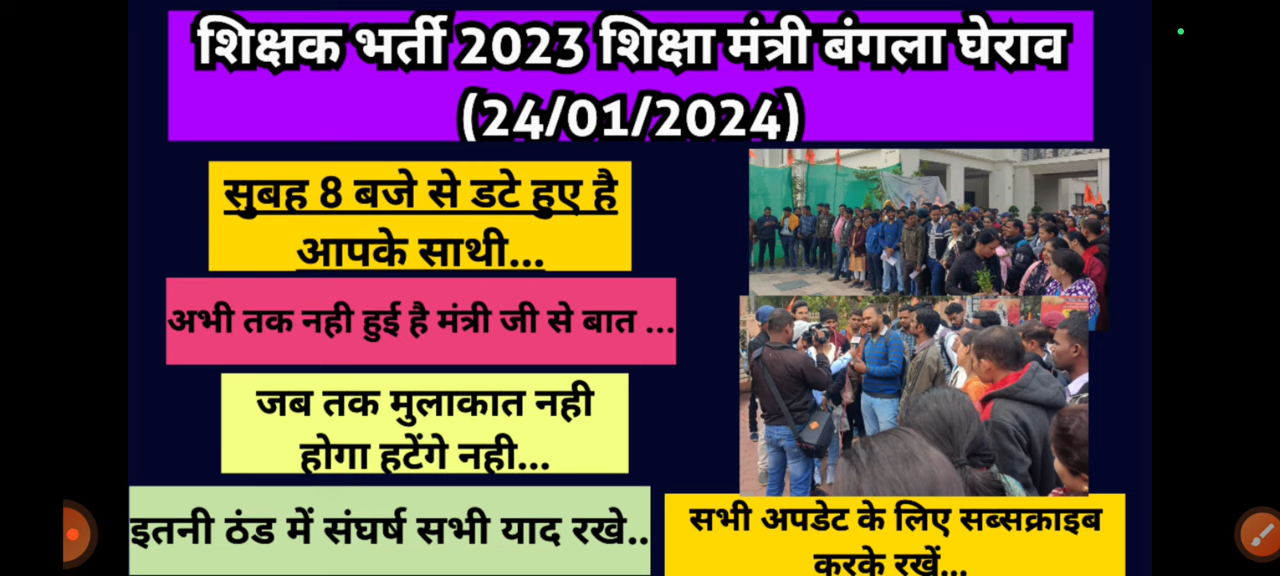 शिक्षक भर्ती 2023 शिक्षा मंत्री बंगला घेराव
(24/01/2024)
सुबह 8 बजे से डटे हुए है
आपके साथी...
अभी तक नही हुई है मंत्री जी से बात ...
जब तक मुलाकात नही
होगा हटेंगे नही...
इतनी ठंड में संघर्ष सभी याद रखे..
सभी अपडेट के लिए सब्सक्राइब
करके रखें...